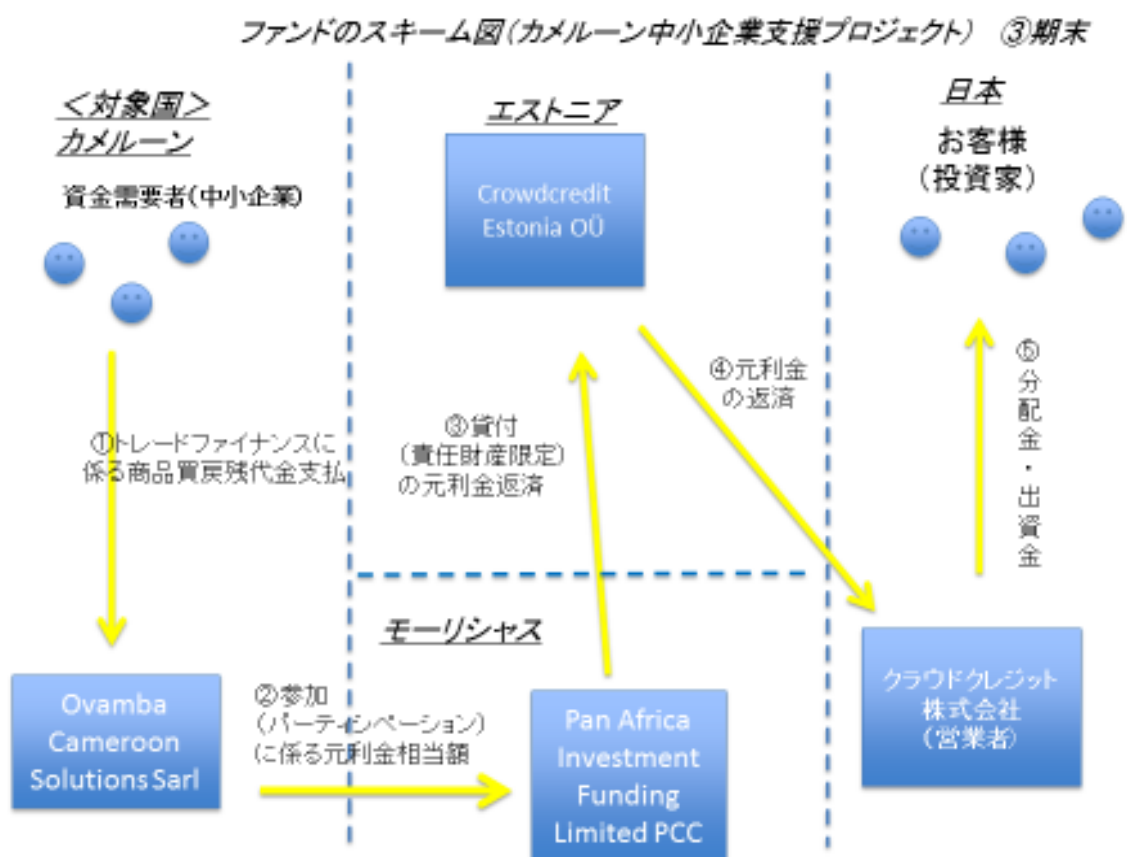 ファンドのスキーム図(カメルーン中小企業支援プロジェクト) ③期末
<対象国>
カメルーン
資金需要者(中小企業)
エストニア
Crowdcredit
Estonia OÜ
日本
お客様
(投資家)
①トレードファイナンスに
係る商品買戻残代金支払
③貸付
(責任財産限定)
の元利金返済
④元利金
の返済
⑤分配金・出資金
モーリシャス
Ovamba
Cameroon
Solutions Sarl
②参加
(パーティシペーション)
に係る元利金相当額
Pan Africa
Investment
Funding
Limited PCC
クラウドクレジット
株式会社
(営業者)